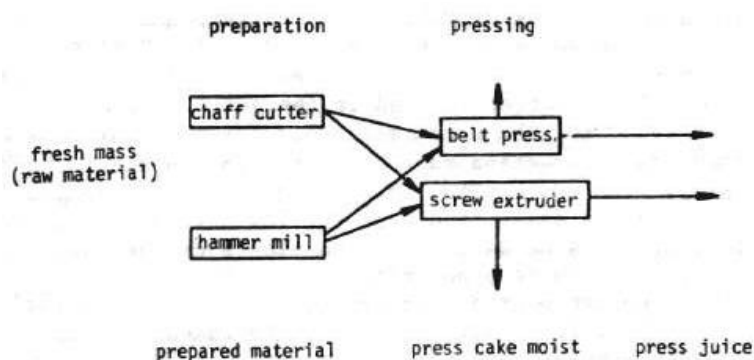 preparation pressing
chaff cutter
belt press.
fresh mass
(raw material)
screw extruder
hammer mill
prepared material press cake moist press juice